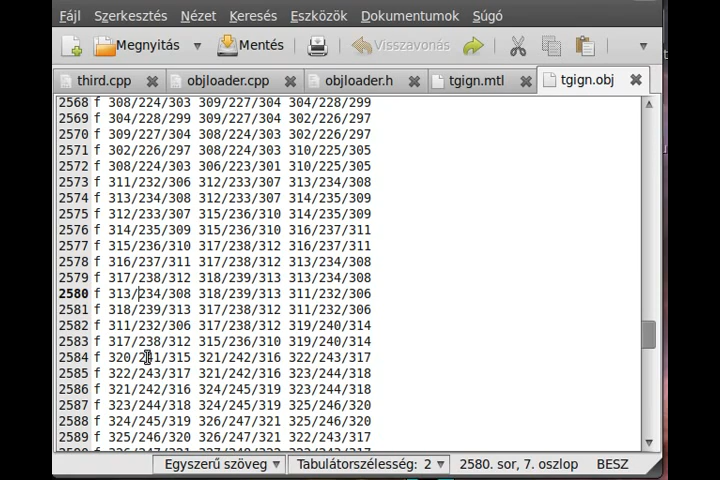 Fájl Szerkesztés Nézet Keresés Eszközök Dokumentumok Súgó
Megnyitás Mentés Visszavonás
third.cpp objloader.cpp objloader.h tgign.mtl tgign.obj
2568 f 308/224/303 309/227/304 304/228/299
2569 f 304/228/299 309/227/304 302/226/297
2570 f 309/227/304 308/224/303 302/226/297
2571 f 302/226/297 308/224/303 310/225/305
2572 f 308/224/303 306/223/301 310/225/305
2573 f 311/232/306 312/233/307 313/234/308
2574 f 313/234/308 312/233/307 314/235/309
2575 f 312/233/307 315/236/310 314/235/309
2576 f 314/235/309 315/236/310 316/237/311
2577 f 315/236/310 317/238/312 316/237/311
2578 f 316/237/311 317/238/312 313/234/308
2579 f 317/238/312 318/239/313 313/234/308
2580 f 313/234/308 318/239/313 311/232/306
2581 f 318/239/313 317/238/312 311/232/306
2582 f 311/232/306 317/238/312 319/240/314
2583 f 317/238/312 315/236/310 319/240/314
2584 f 320/241/315 321/242/316 322/243/317
2585 f 322/243/317 321/242/316 323/244/318
2586 f 321/242/316 324/245/319 323/244/318
2587 f 323/244/318 324/245/319 325/246/320
2588 f 324/245/319 326/247/321 325/246/320
2589 f 325/246/320 326/247/321 322/243/317
Egyszerű szöveg Tabulátorszélesség: 2 2580. sor, 7. oszlop BESZ